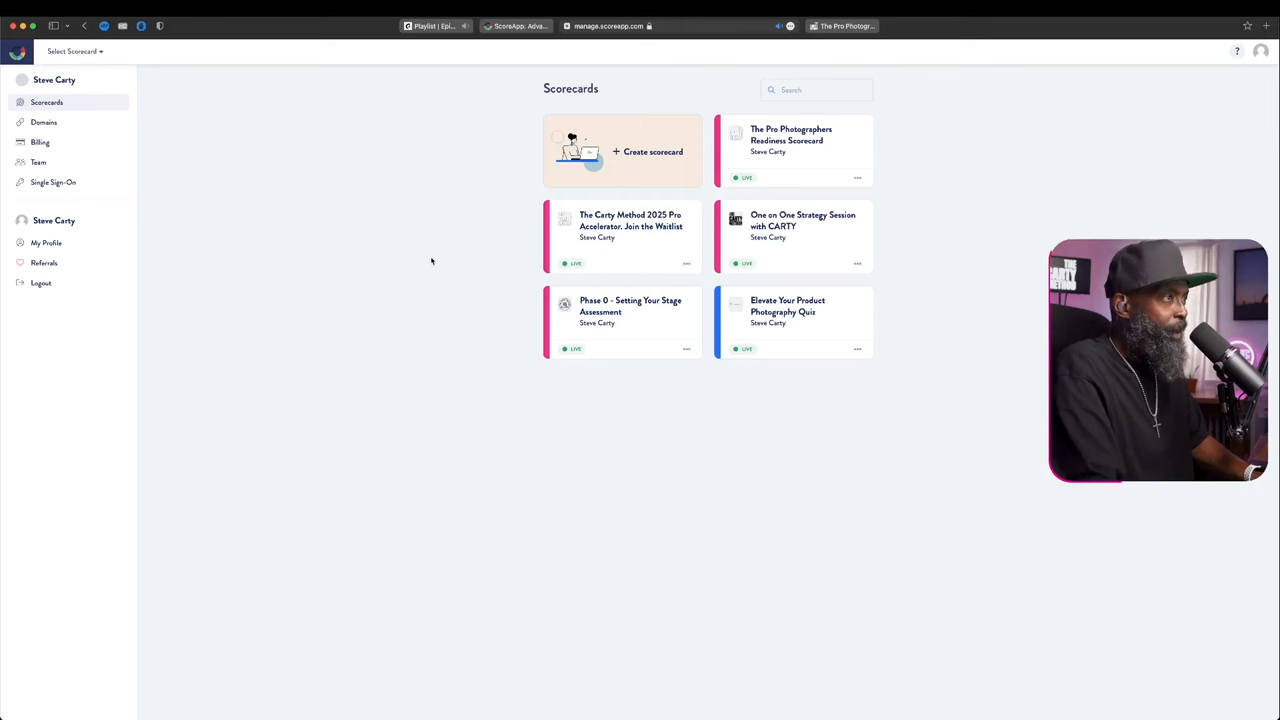 Playlist | Epi...
ScoreApp: Adva...
manage.scoreapp.com
The Pro Photogr...
Select Scorecard
?
Steve Carty
Scorecards
Domains
Billing
Team
Single Sign-On
Steve Carty
My Profile
Referrals
Logout
Scorecards
Search
+ Create scorecard
The Pro Photographers
Readiness Scorecard
Steve Carty
LIVE
The Carty Method 2025 Pro
Accelerator. Join the Waitlist
Steve Carty
LIVE
One on One Strategy Session
with CARTY
Steve Carty
LIVE
Phase 0 - Setting Your Stage
Assessment
Steve Carty
LIVE
Elevate Your Product
Photography Quiz
Steve Carty
LIVE
THE
CARTY
METHOD